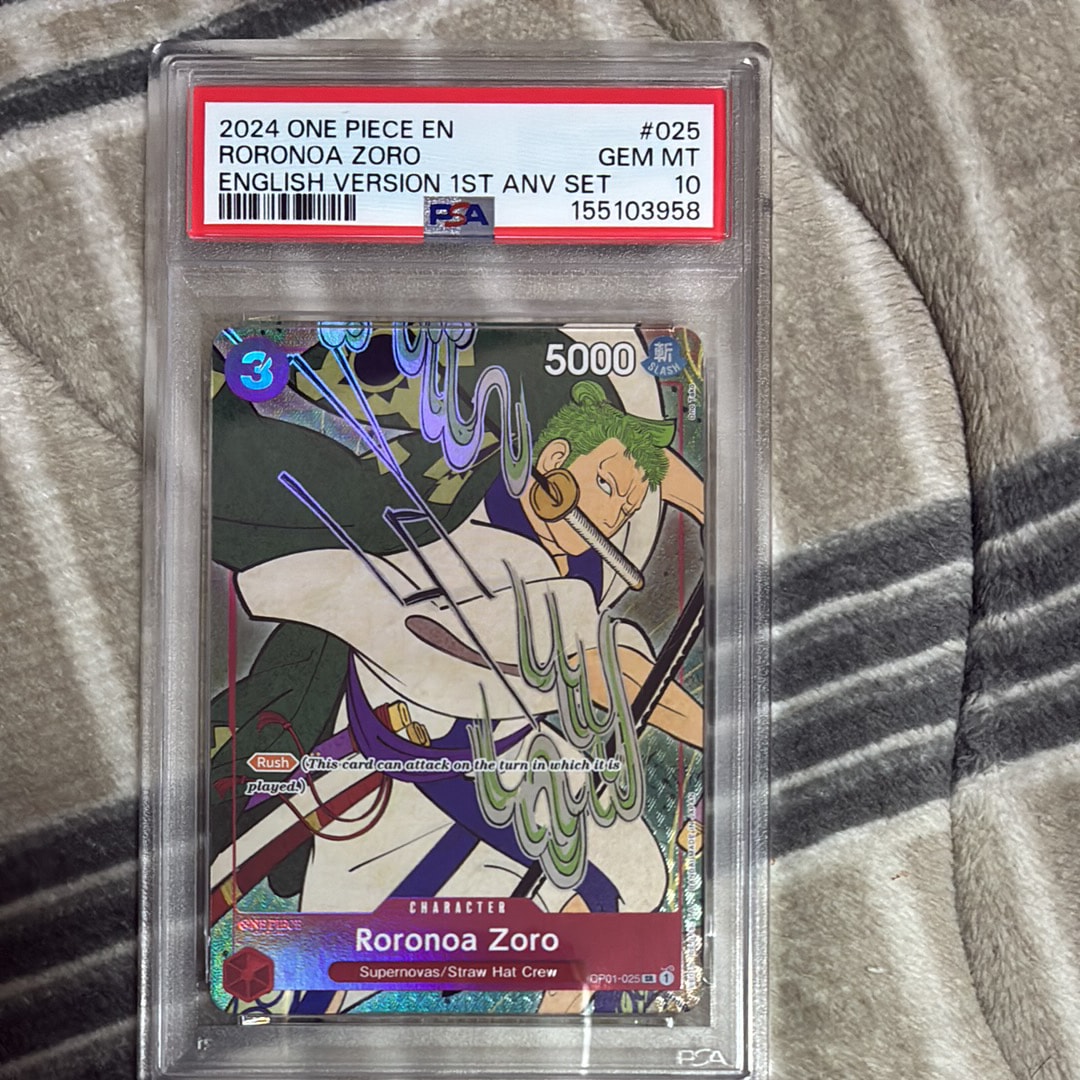 2024 ONE PIECE EN #025
RORONOA ZORO GEM MT
ENGLISH VERSION 1ST ANV SET 10
PSA 155103958
3 5000 斬
SLASH
Rush (This card can attack on the turn in which it is
played.)
CHARACTER
ONE PIECE
Roronoa Zoro
Supernovas/Straw Hat Crew
OP01-025 SR 1
PSA